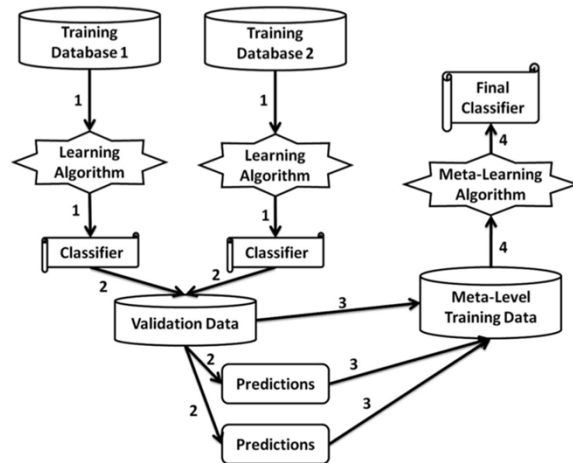 Training
Database 1
Training
Database 2
1
1
Final
Classifier
4
Learning
Algorithm
Learning
Algorithm
Meta-Learning
Algorithm
1
1
4
Classifier
Classifier
2
2
3
Validation Data
Meta-Level
Training Data
2
3
Predictions
2
3
Predictions